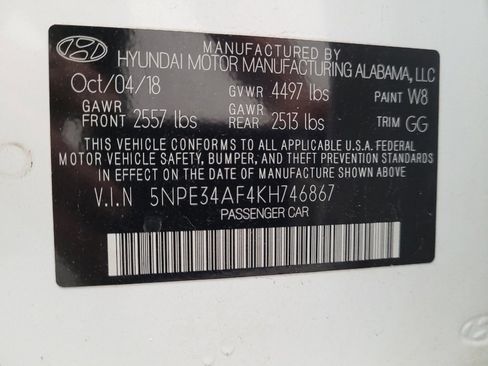 MANUFACTURED BY
HYUNDAI MOTOR MANUFACTURING ALABAMA, LLC
Oct/04/18 GVWR 4497 lbs PAINT W8
GAWR FRONT 2557 lbs GAWR REAR 2513 lbs TRIM GG
THIS VEHICLE CONFORMS TO ALL APPLICABLE U.S.A. FEDERAL
MOTOR VEHICLE SAFETY, BUMPER, AND THEFT PREVENTION STANDARDS
IN EFFECT ON THE DATE OF MANUFACTURE SHOWN ABOVE
V.I.N 5NPE34AF4KH746867
PASSENGER CAR